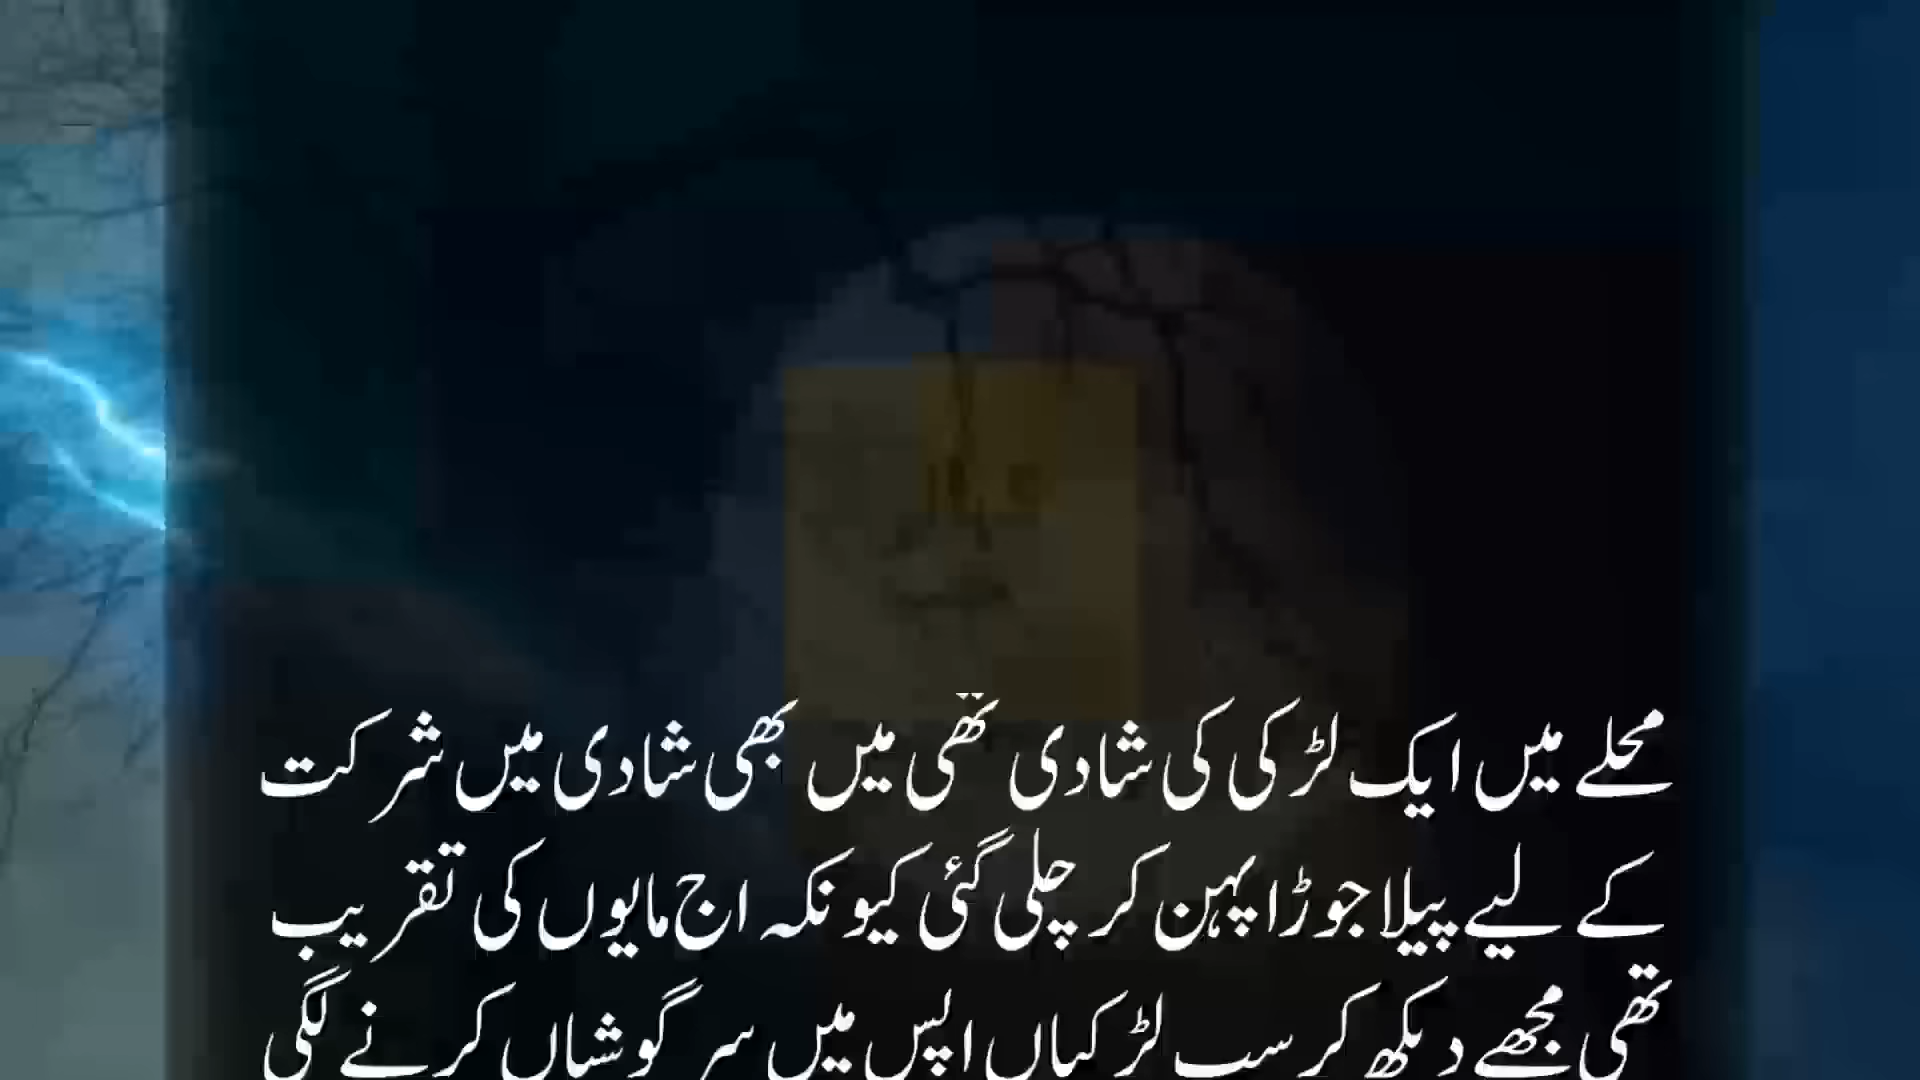 محلے میں ایک لڑکی کی شادی تھی میں بھی شادی میں شرکت
کے لیے پیلا جوڑا پہن کر چلی گئی کیونکہ اج مایوں کی تقریب
تھی مجھے دیکھ کر سب لڑکیاں اپس میں سرگوشیاں کرنے لگی